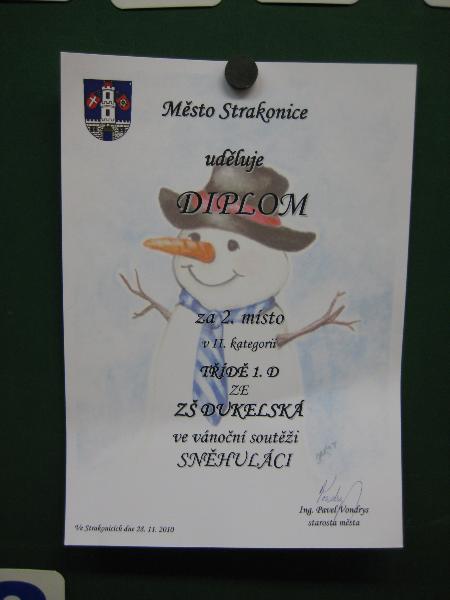 Město Strakonice
uděluje
DIPLOM
za 2. místo
v II. kategorii
TŘÍDĚ 1. D
ZE
ZŠ DUKELSKÁ
ve vánoční soutěži
SNĚHULÁCI
Ing. Pavel Vondrys
starosta města
Ve Strakonicích dne 28. 11. 2010